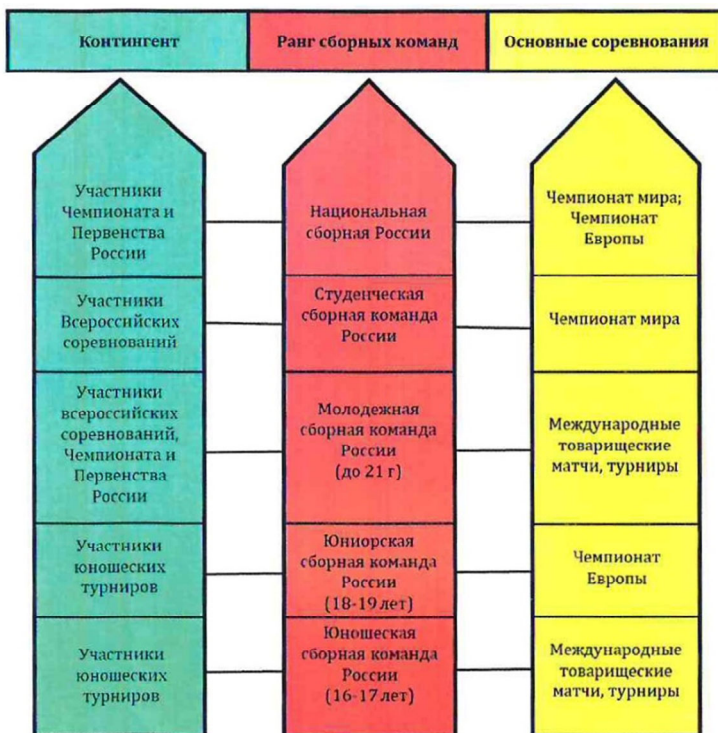 Контингент
Ранг сборных команд
Основные соревнования
Участники
Чемпионата и
Первенства
России
Национальная
сборная России
Чемпионат мира;
Чемпионат
Европы
Участники
Всероссийских
соревнований
Студенческая
сборная команда
России
Чемпионат мира
Участники
всероссийских
соревнований,
Чемпионата и
Первенства
России
Молодежная
сборная команда
России
(до 21 г)
Международные
товарищеские
матчи, турниры
Участники
юношеских
турниров
Юниорская
сборная команда
России
(18-19 лет)
Чемпионат
Европы
Участники
юношеских
турниров
Юношеская
сборная команда
России
(16-17 лет)
Международные
товарищеские
матчи, турниры